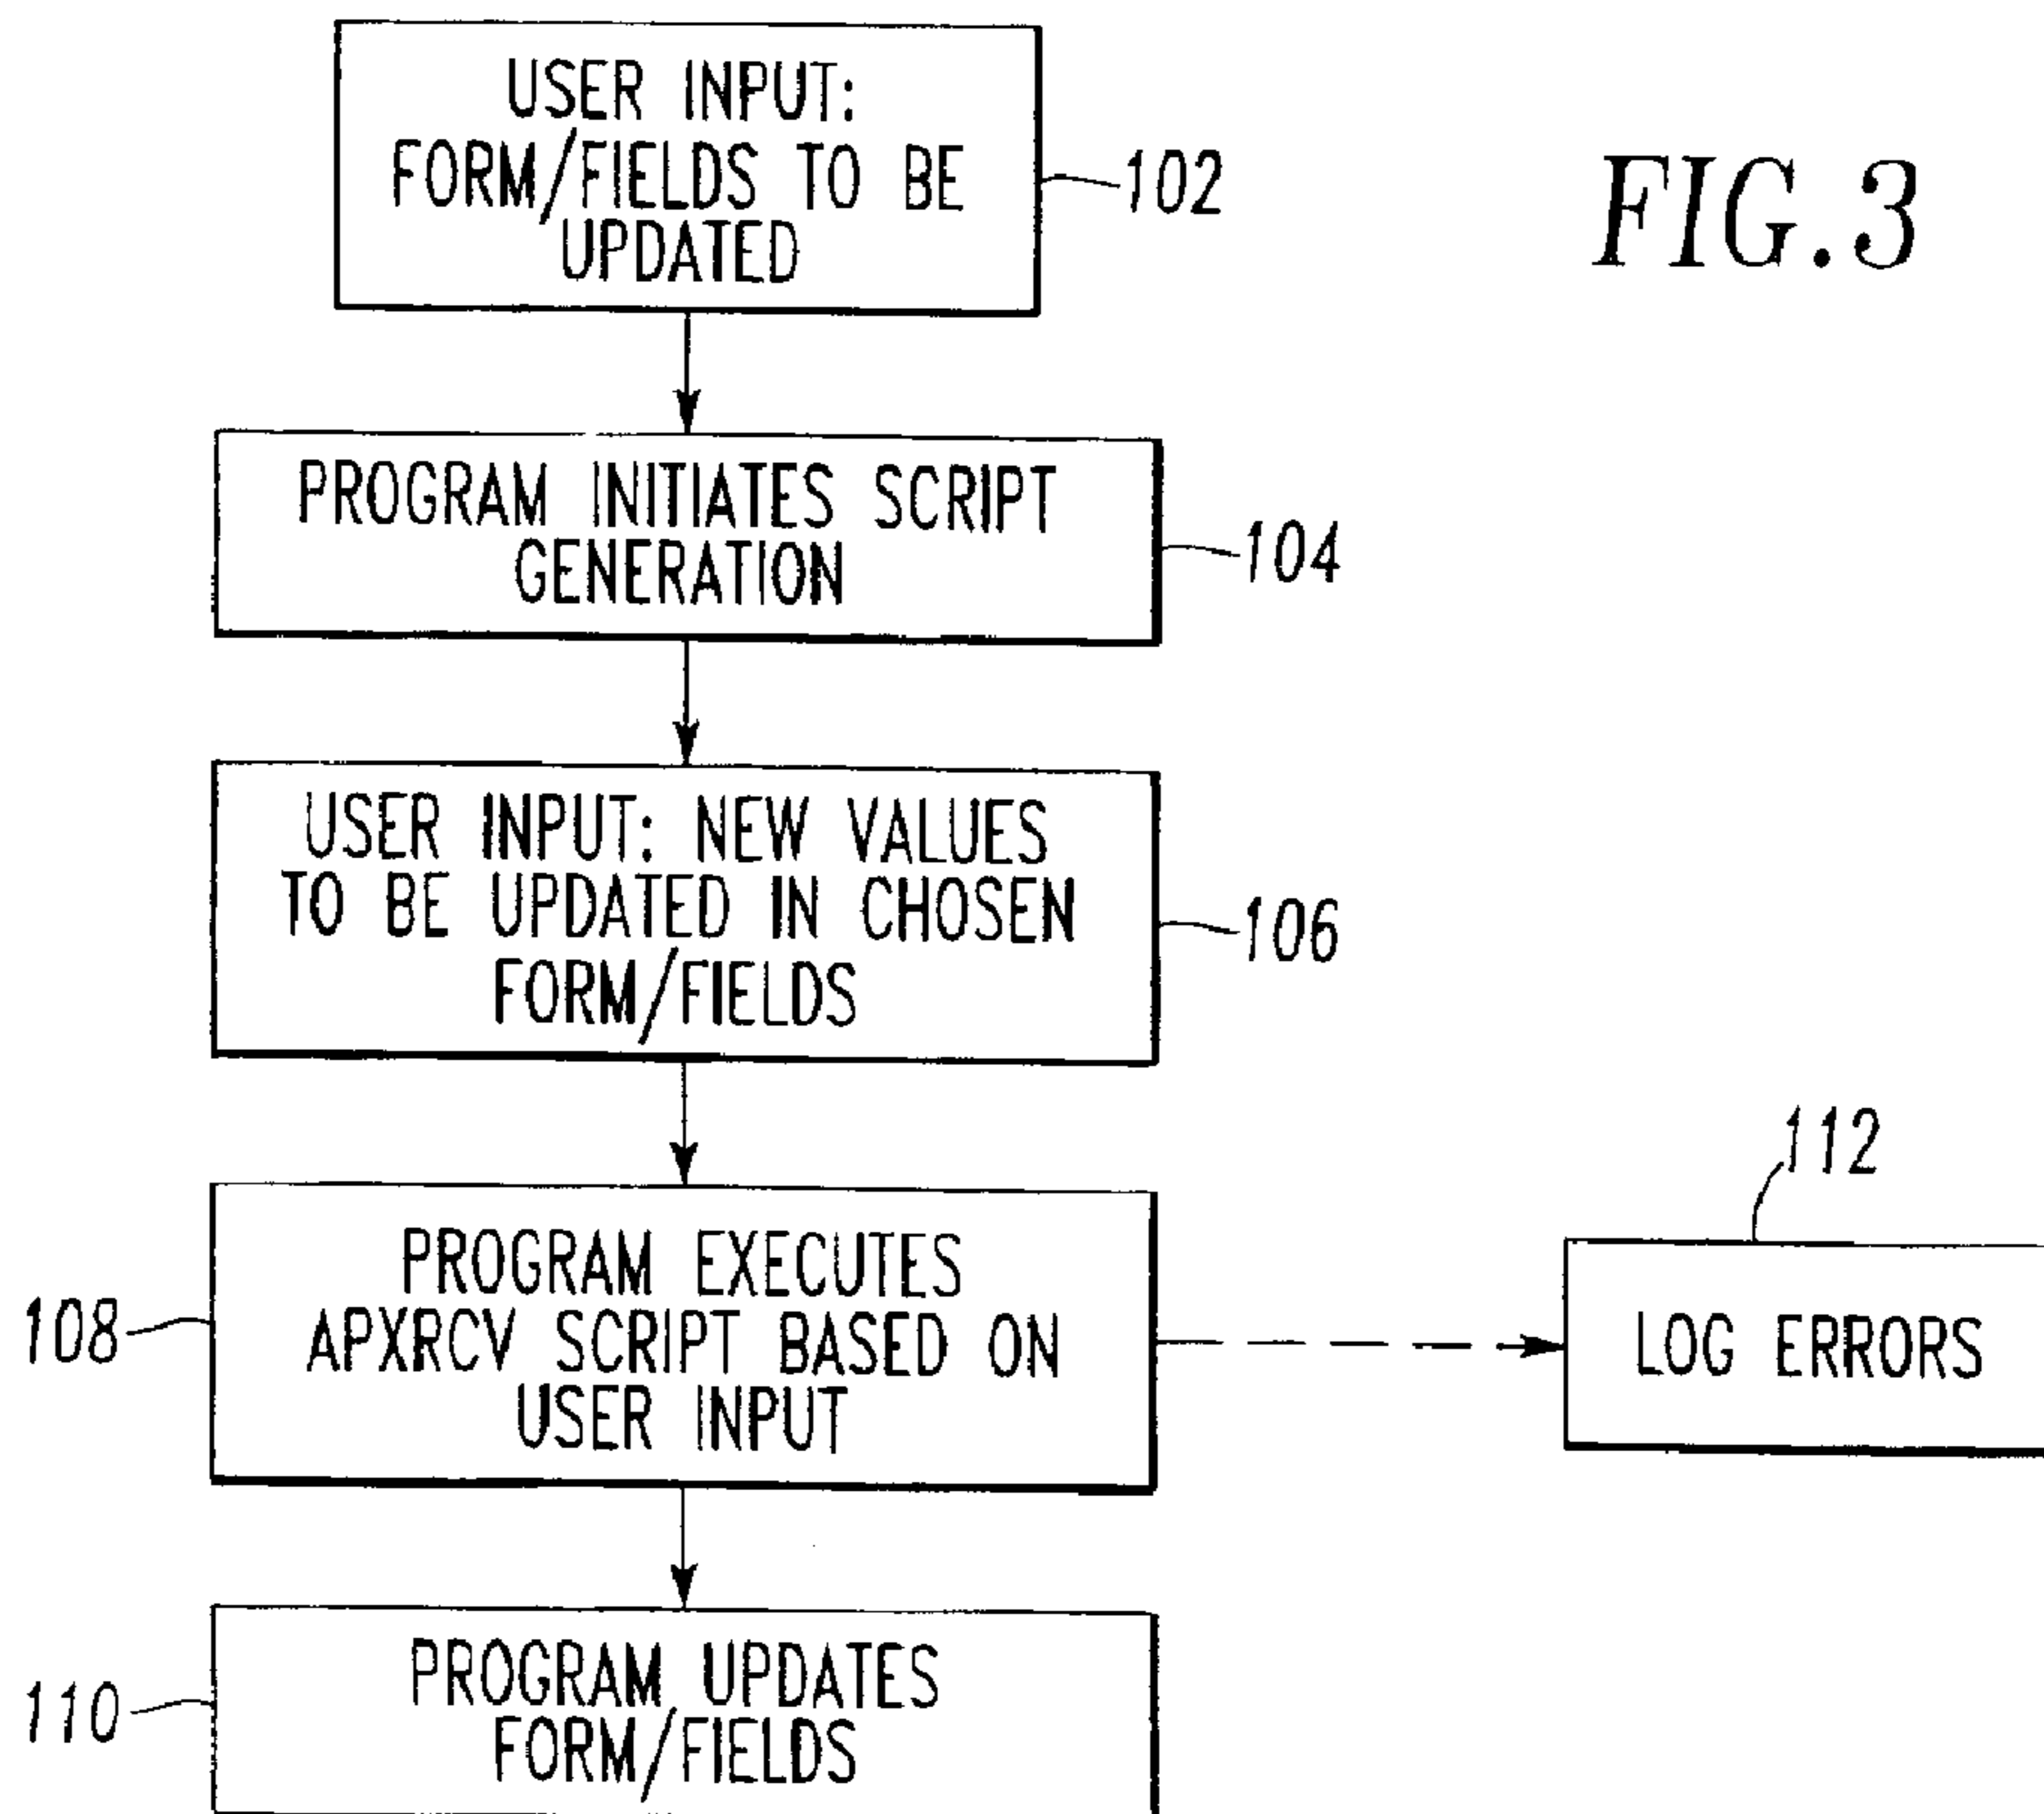 USER INPUT:
FORM/FIELDS TO BE
UPDATED
102
FIG.3
PROGRAM INITIATES SCRIPT
GENERATION
104
USER INPUT: NEW VALUES
TO BE UPDATED IN CHOSEN
FORM/FIELDS
106
PROGRAM EXECUTES
APXRCV SCRIPT BASED ON
USER INPUT
108
112
LOG ERRORS
PROGRAM UPDATES
FORM/FIELDS
110